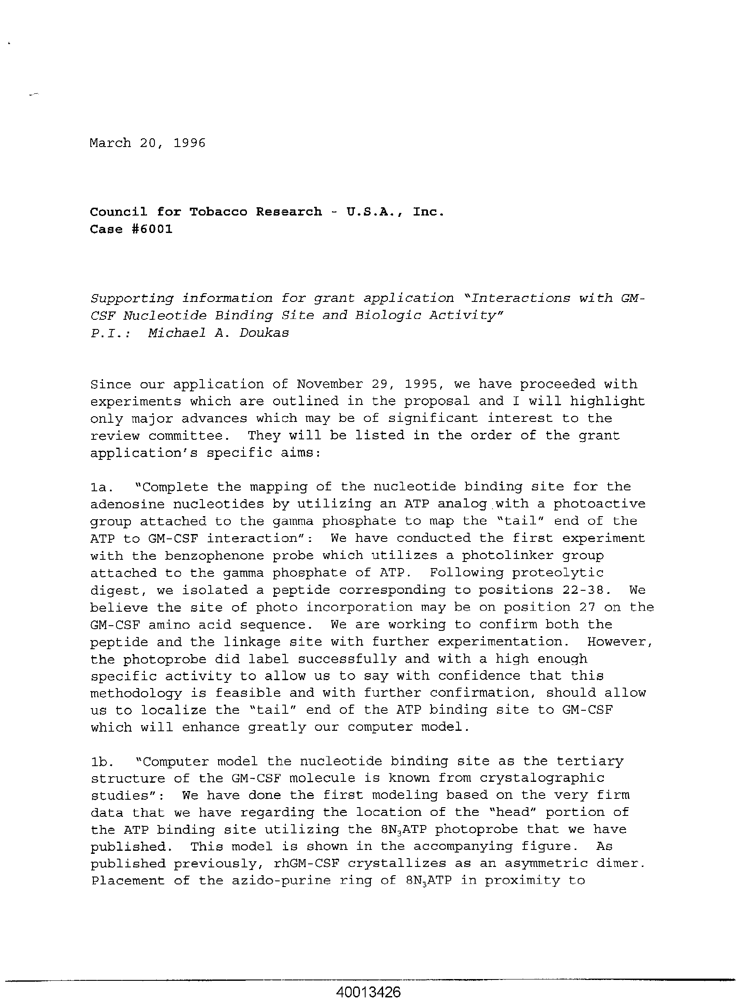 March 20, 1996
Council for Tobacco Research - U.S.A., Inc.
Case #6001
Supporting information for grant application "Interactions with GM-
CSF Nucleotide Binding Site and Biologic Activity"
P.I.: Michael A. Doukas
Since our application of November 29, 1995, we have proceeded with
experiments which are outlined in the proposal and I will highlight
only major advances which may be of significant interest to the
review committee. They will be listed in the order of the grant
application's specific aims:
1a. "Complete the mapping of the nucleotide binding site for the
adenosine nucleotides by utilizing an ATP analog with a photoactive
group attached to the gamma phosphate to map the "tail" end of the
ATP to GM-CSF interaction": We have conducted the first experiment
with the benzophenone probe which utilizes a photolinker group
attached to the gamma phosphate of ATP. Following proteolytic
digest, we isolated a peptide corresponding to positions 22-38. We
believe the site of photo incorporation may be on position 27 on the
GM-CSF amino acid sequence. We are working to confirm both the
peptide and the linkage site with further experimentation. However,
the photoprobe did label successfully and with a high enough
specific activity to allow us to say with confidence that this
methodology is feasible and with further confirmation, should allow
us to localize the "tail" end of the ATP binding site to GM-CSF
which will enhance greatly our computer model.
1b. "Computer model the nucleotide binding site as the tertiary
structure of the GM-CSF molecule is known from crystalographic
studies": We have done the first modeling based on the very firm
data that we have regarding the location of the "head" portion of
the ATP binding site utilizing the 8N₃ATP photoprobe that we have
published. This model is shown in the accompanying figure. As
published previously, rhGM-CSF crystallizes as an asymmetric dimer.
Placement of the azido-purine ring of 8N₃ATP in proximity to
40013426